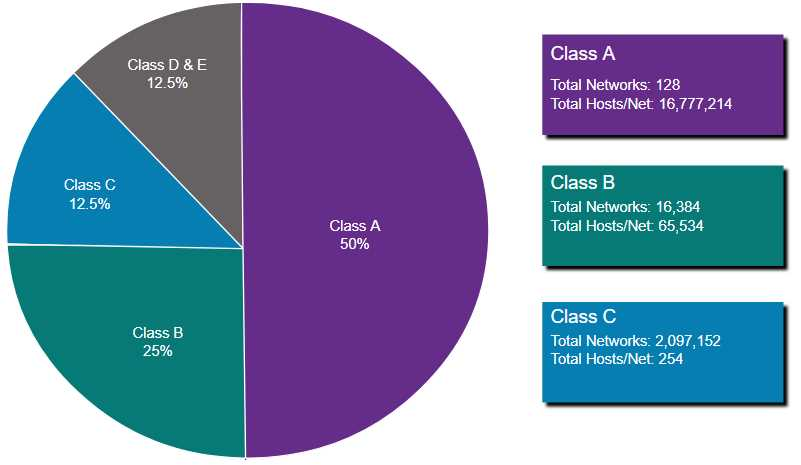 Class D & E
12.5%
Class C
12.5%
Class A
50%
Class B
25%
Class A
Total Networks: 128
Total Hosts/Net: 16,777,214
Class B
Total Networks: 16,384
Total Hosts/Net: 65,534
Class C
Total Networks: 2,097,152
Total Hosts/Net: 254